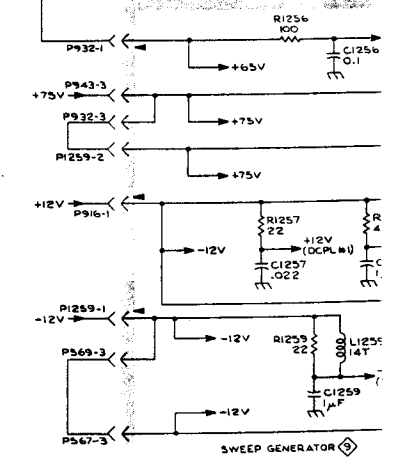 R1256
100
P932-1
C1256
0.1
+65V
P943-3
+75V
P932-3
+75V
P1259-2
+75V
+12V
P916-1
R1257
22
R
4
-12V
+12V
(DCPL #1)
C1257
.022
C
1.
P1259-1
-12V
-12V
R1259
22
L1259
14T
P569-3
C1259
1µF
-12V
P567-3
SWEEP GENERATOR 9